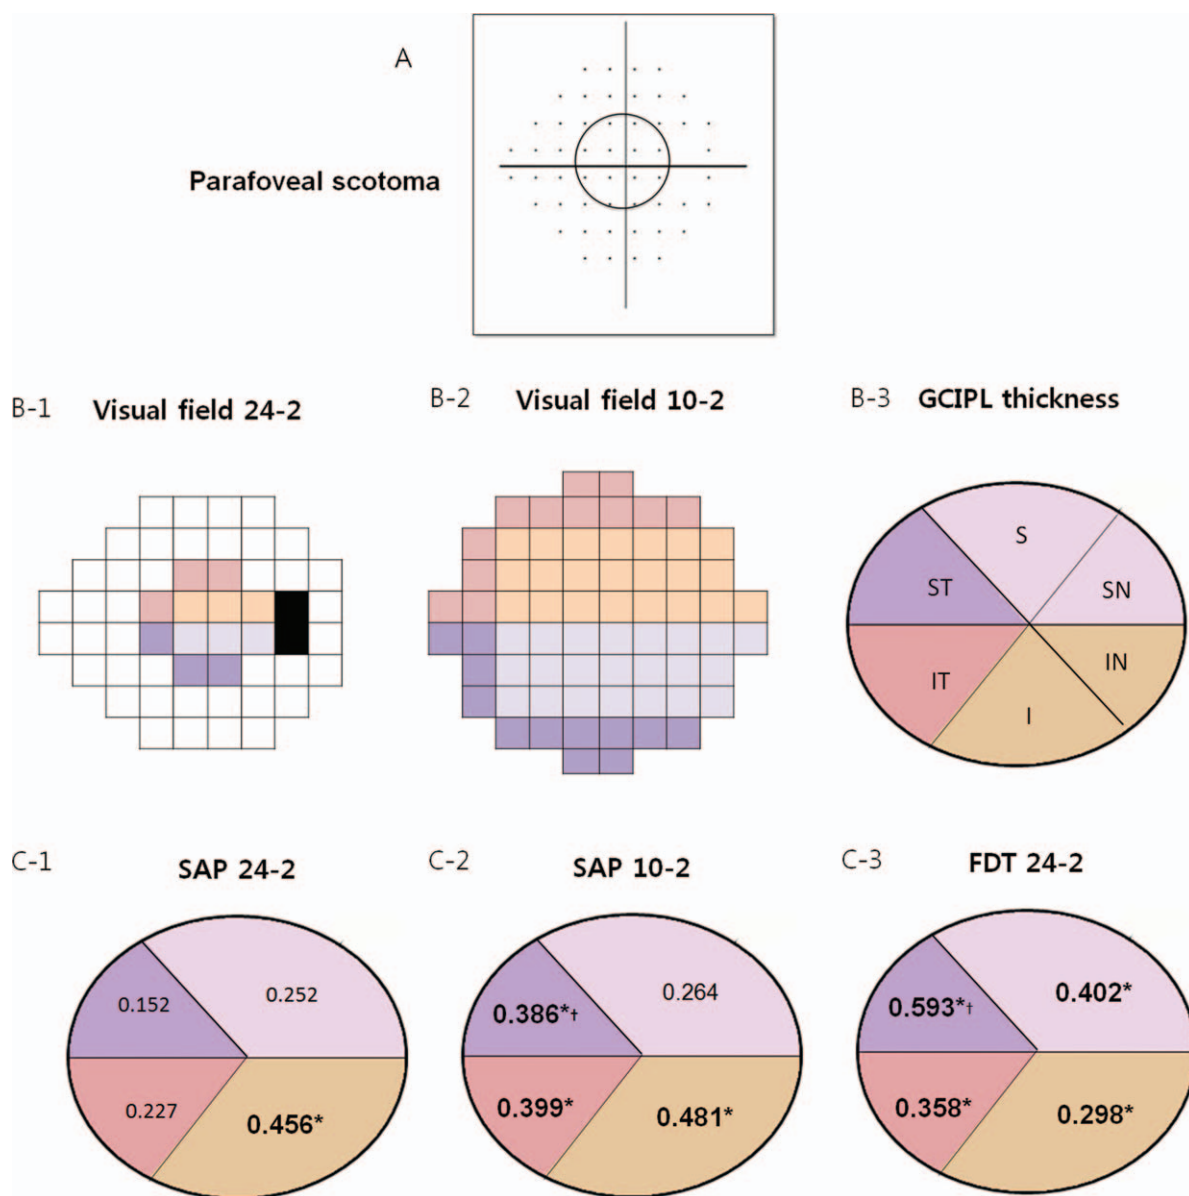 A
Parafoveal scotoma
B-1 Visual field 24-2
B-2 Visual field 10-2
B-3 GCIPL thickness
S
ST
SN
IT
IN
I
C-1 SAP 24-2
C-2 SAP 10-2
C-3 FDT 24-2
0.152
0.252
0.227
0.456*
0.386*†
0.264
0.399*
0.481*
0.593*†
0.402*
0.358*
0.298*